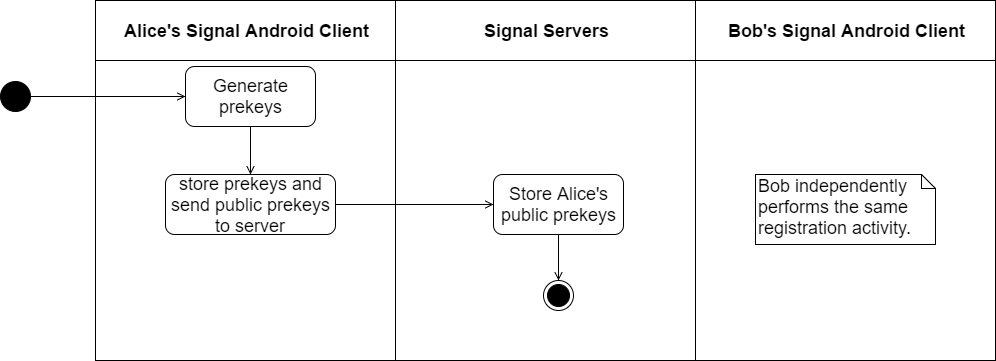 Alice's Signal Android Client
Signal Servers
Bob's Signal Android Client
Generate
prekeys
store prekeys and
send public prekeys
to server
Store Alice's
public prekeys
Bob independently
performs the same
registration activity.